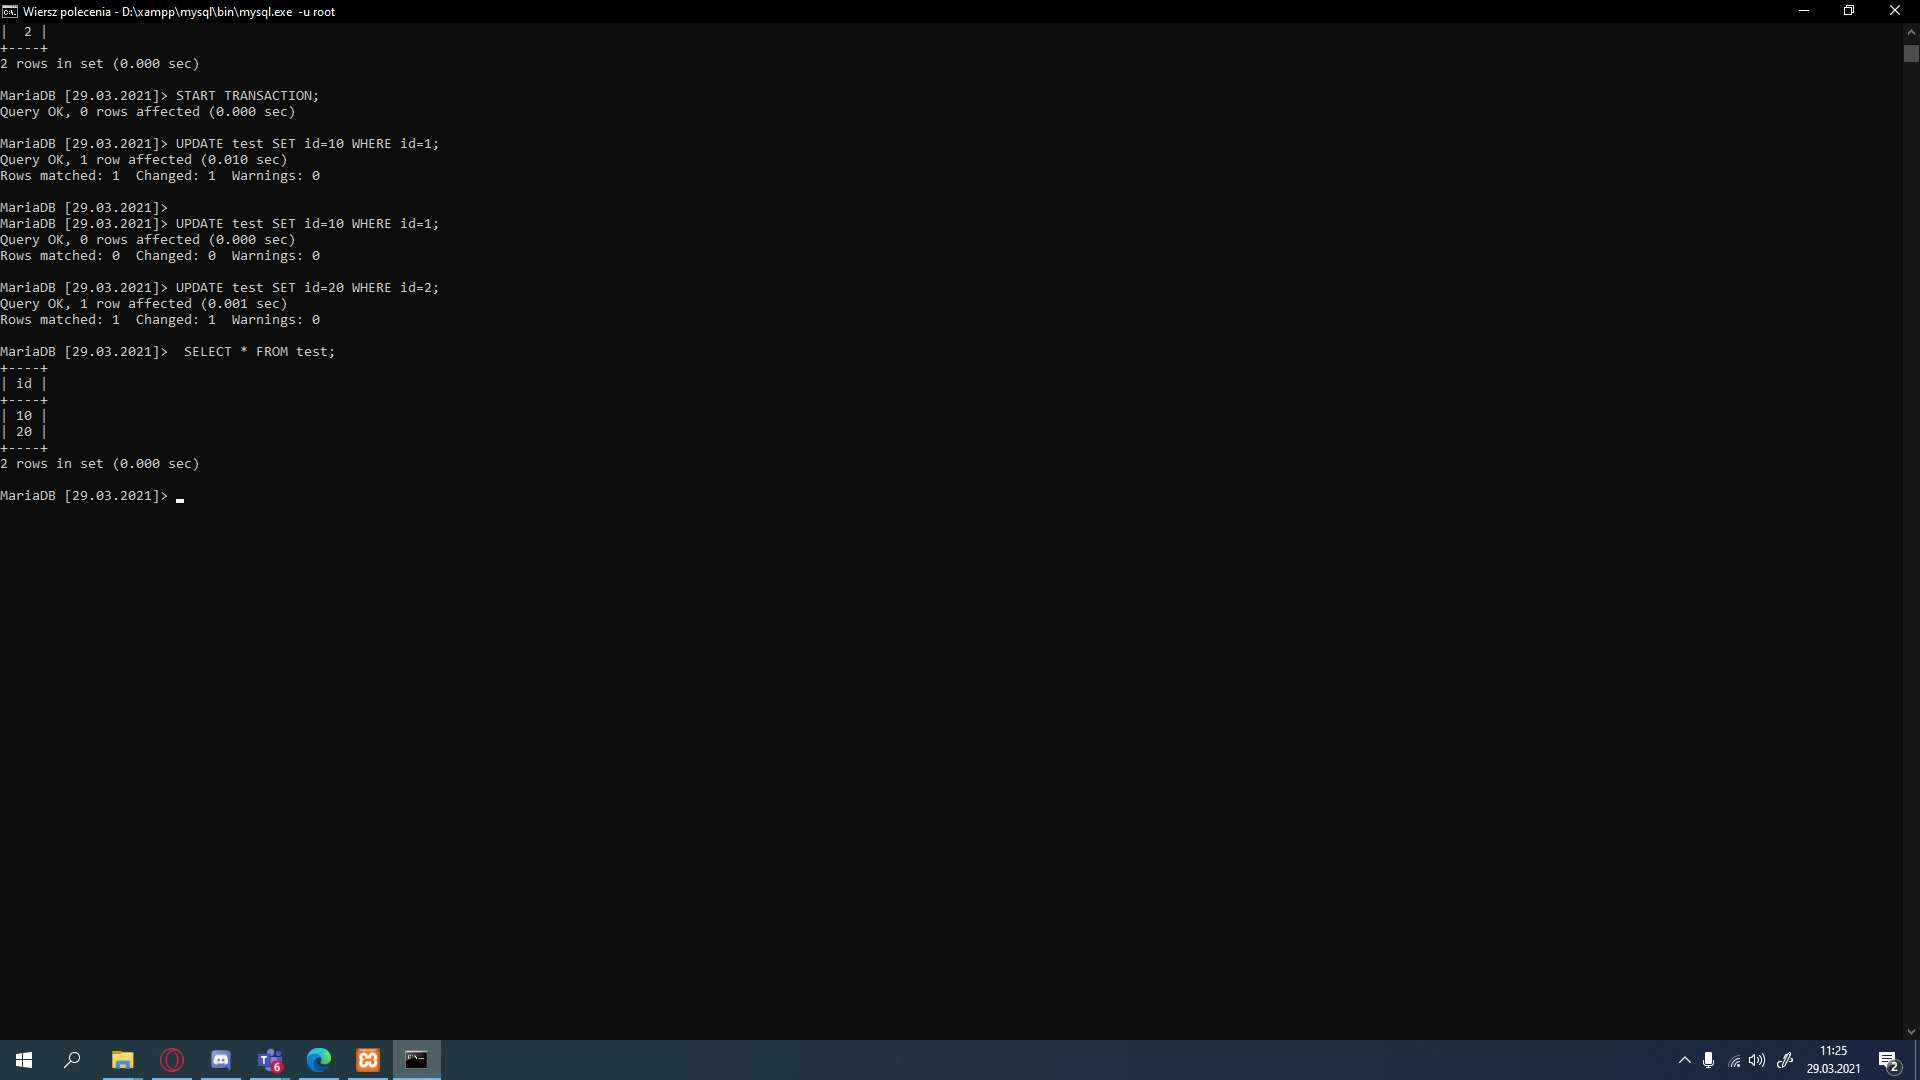 Wiersz polecenia - D:\xampp\mysql\bin\mysql.exe  -u root
|  2 |
+----+
2 rows in set (0.000 sec)
MariaDB [29.03.2021]> START TRANSACTION;
Query OK, 0 rows affected (0.000 sec)
MariaDB [29.03.2021]> UPDATE test SET id=10 WHERE id=1;
Query OK, 1 row affected (0.010 sec)
Rows matched: 1  Changed: 1  Warnings: 0
MariaDB [29.03.2021]>
MariaDB [29.03.2021]> UPDATE test SET id=10 WHERE id=1;
Query OK, 0 rows affected (0.000 sec)
Rows matched: 0  Changed: 0  Warnings: 0
MariaDB [29.03.2021]> UPDATE test SET id=20 WHERE id=2;
Query OK, 1 row affected (0.001 sec)
Rows matched: 1  Changed: 1  Warnings: 0
MariaDB [29.03.2021]>  SELECT * FROM test;
+----+
| id |
+----+
| 10 |
| 20 |
+----+
2 rows in set (0.000 sec)
MariaDB [29.03.2021]> _
6
11:25
29.03.2021
2